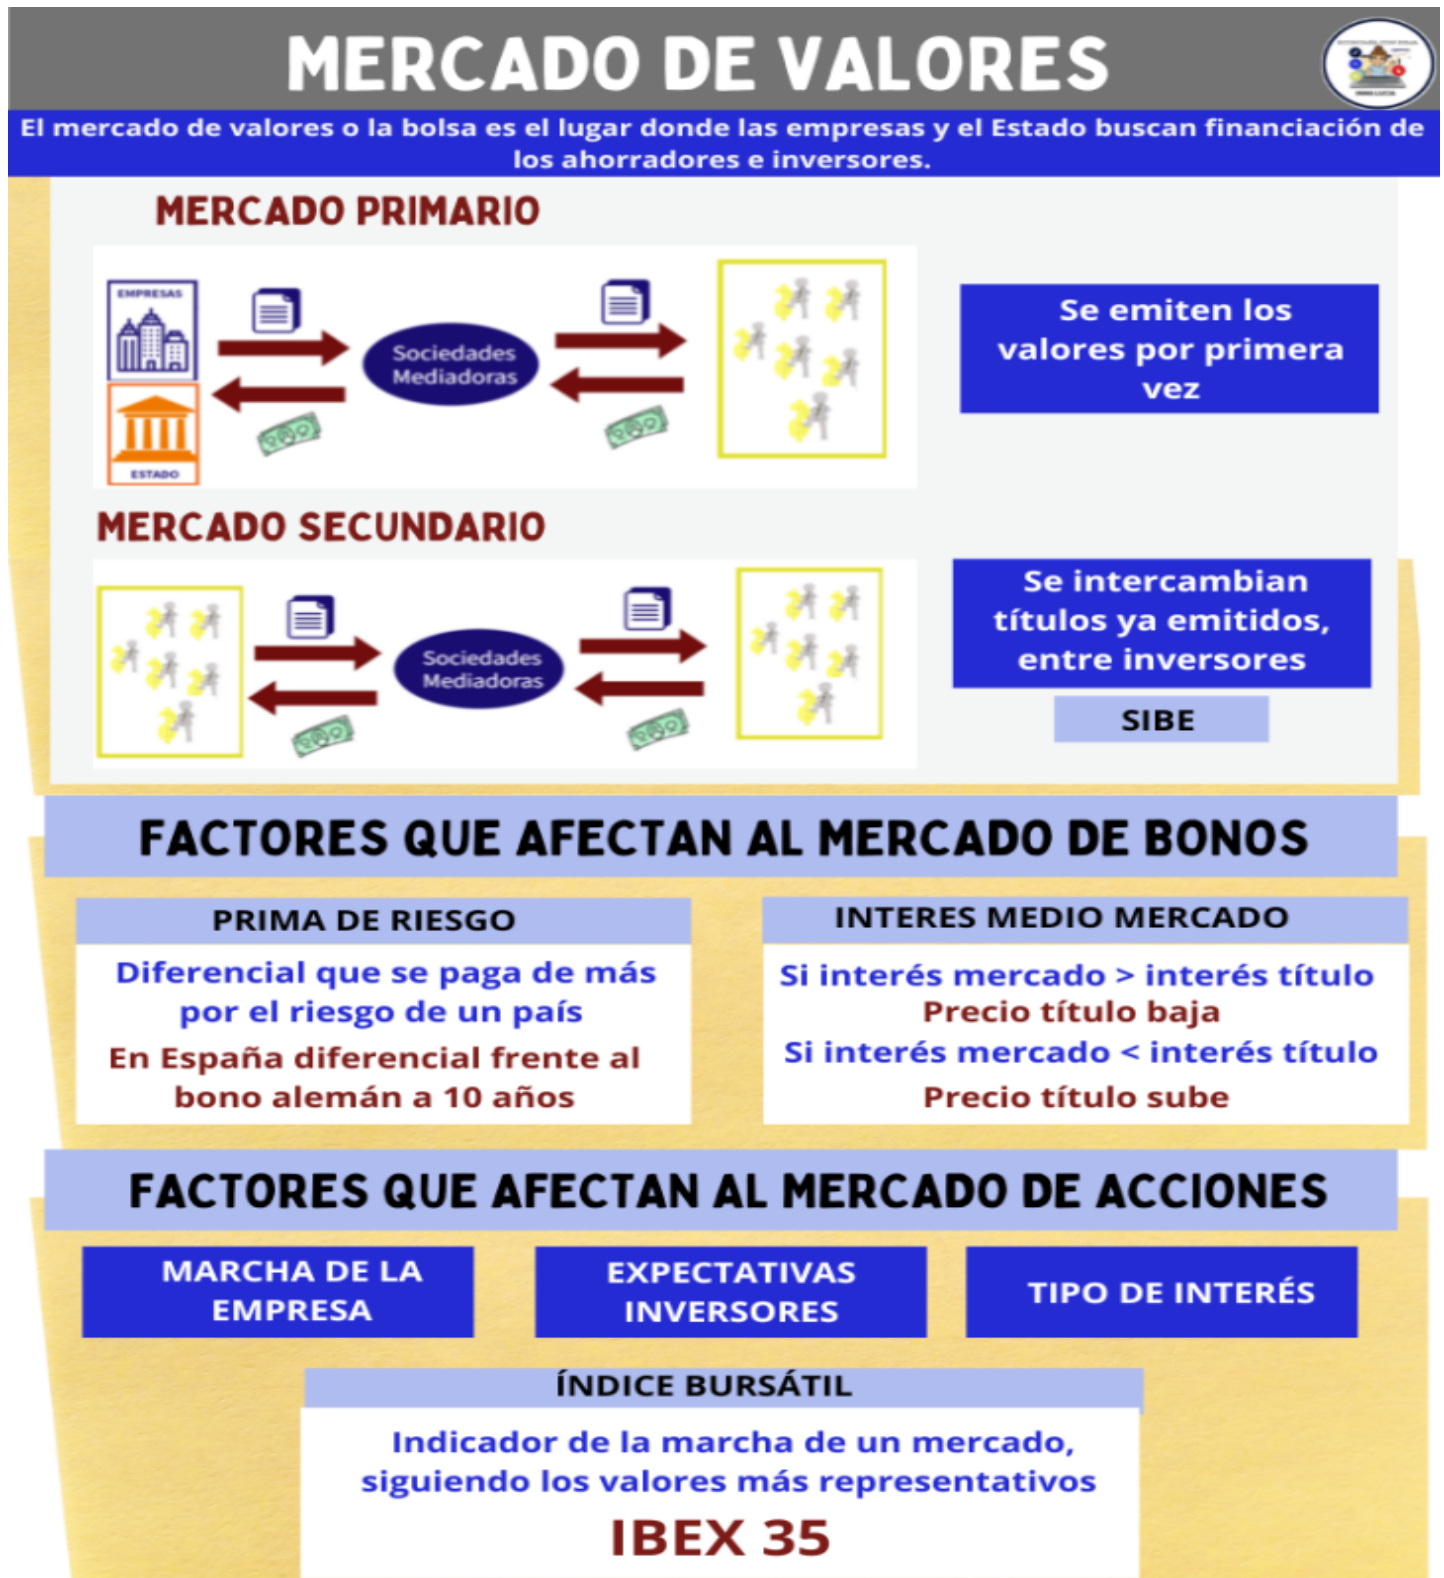 MERCADO DE VALORES
El mercado de valores o la bolsa es el lugar donde las empresas y el Estado buscan financiación de
los ahorradores e inversores.
MERCADO PRIMARIO
EMPRESAS
ESTADO
Sociedades
Mediadoras
Se emiten los
valores por primera
vez
MERCADO SECUNDARIO
Sociedades
Mediadoras
Se intercambian
títulos ya emitidos,
entre inversores
SIBE
FACTORES QUE AFECTAN AL MERCADO DE BONOS
PRIMA DE RIESGO
Diferencial que se paga de más
por el riesgo de un país
En España diferencial frente al
bono alemán a 10 años
INTERES MEDIO MERCADO
Si interés mercado > interés título
Precio título baja
Si interés mercado < interés título
Precio título sube
FACTORES QUE AFECTAN AL MERCADO DE ACCIONES
MARCHA DE LA
EMPRESA
EXPECTATIVAS
INVERSORES
TIPO DE INTERÉS
ÍNDICE BURSÁTIL
Indicador de la marcha de un mercado,
siguiendo los valores más representativos
IBEX 35